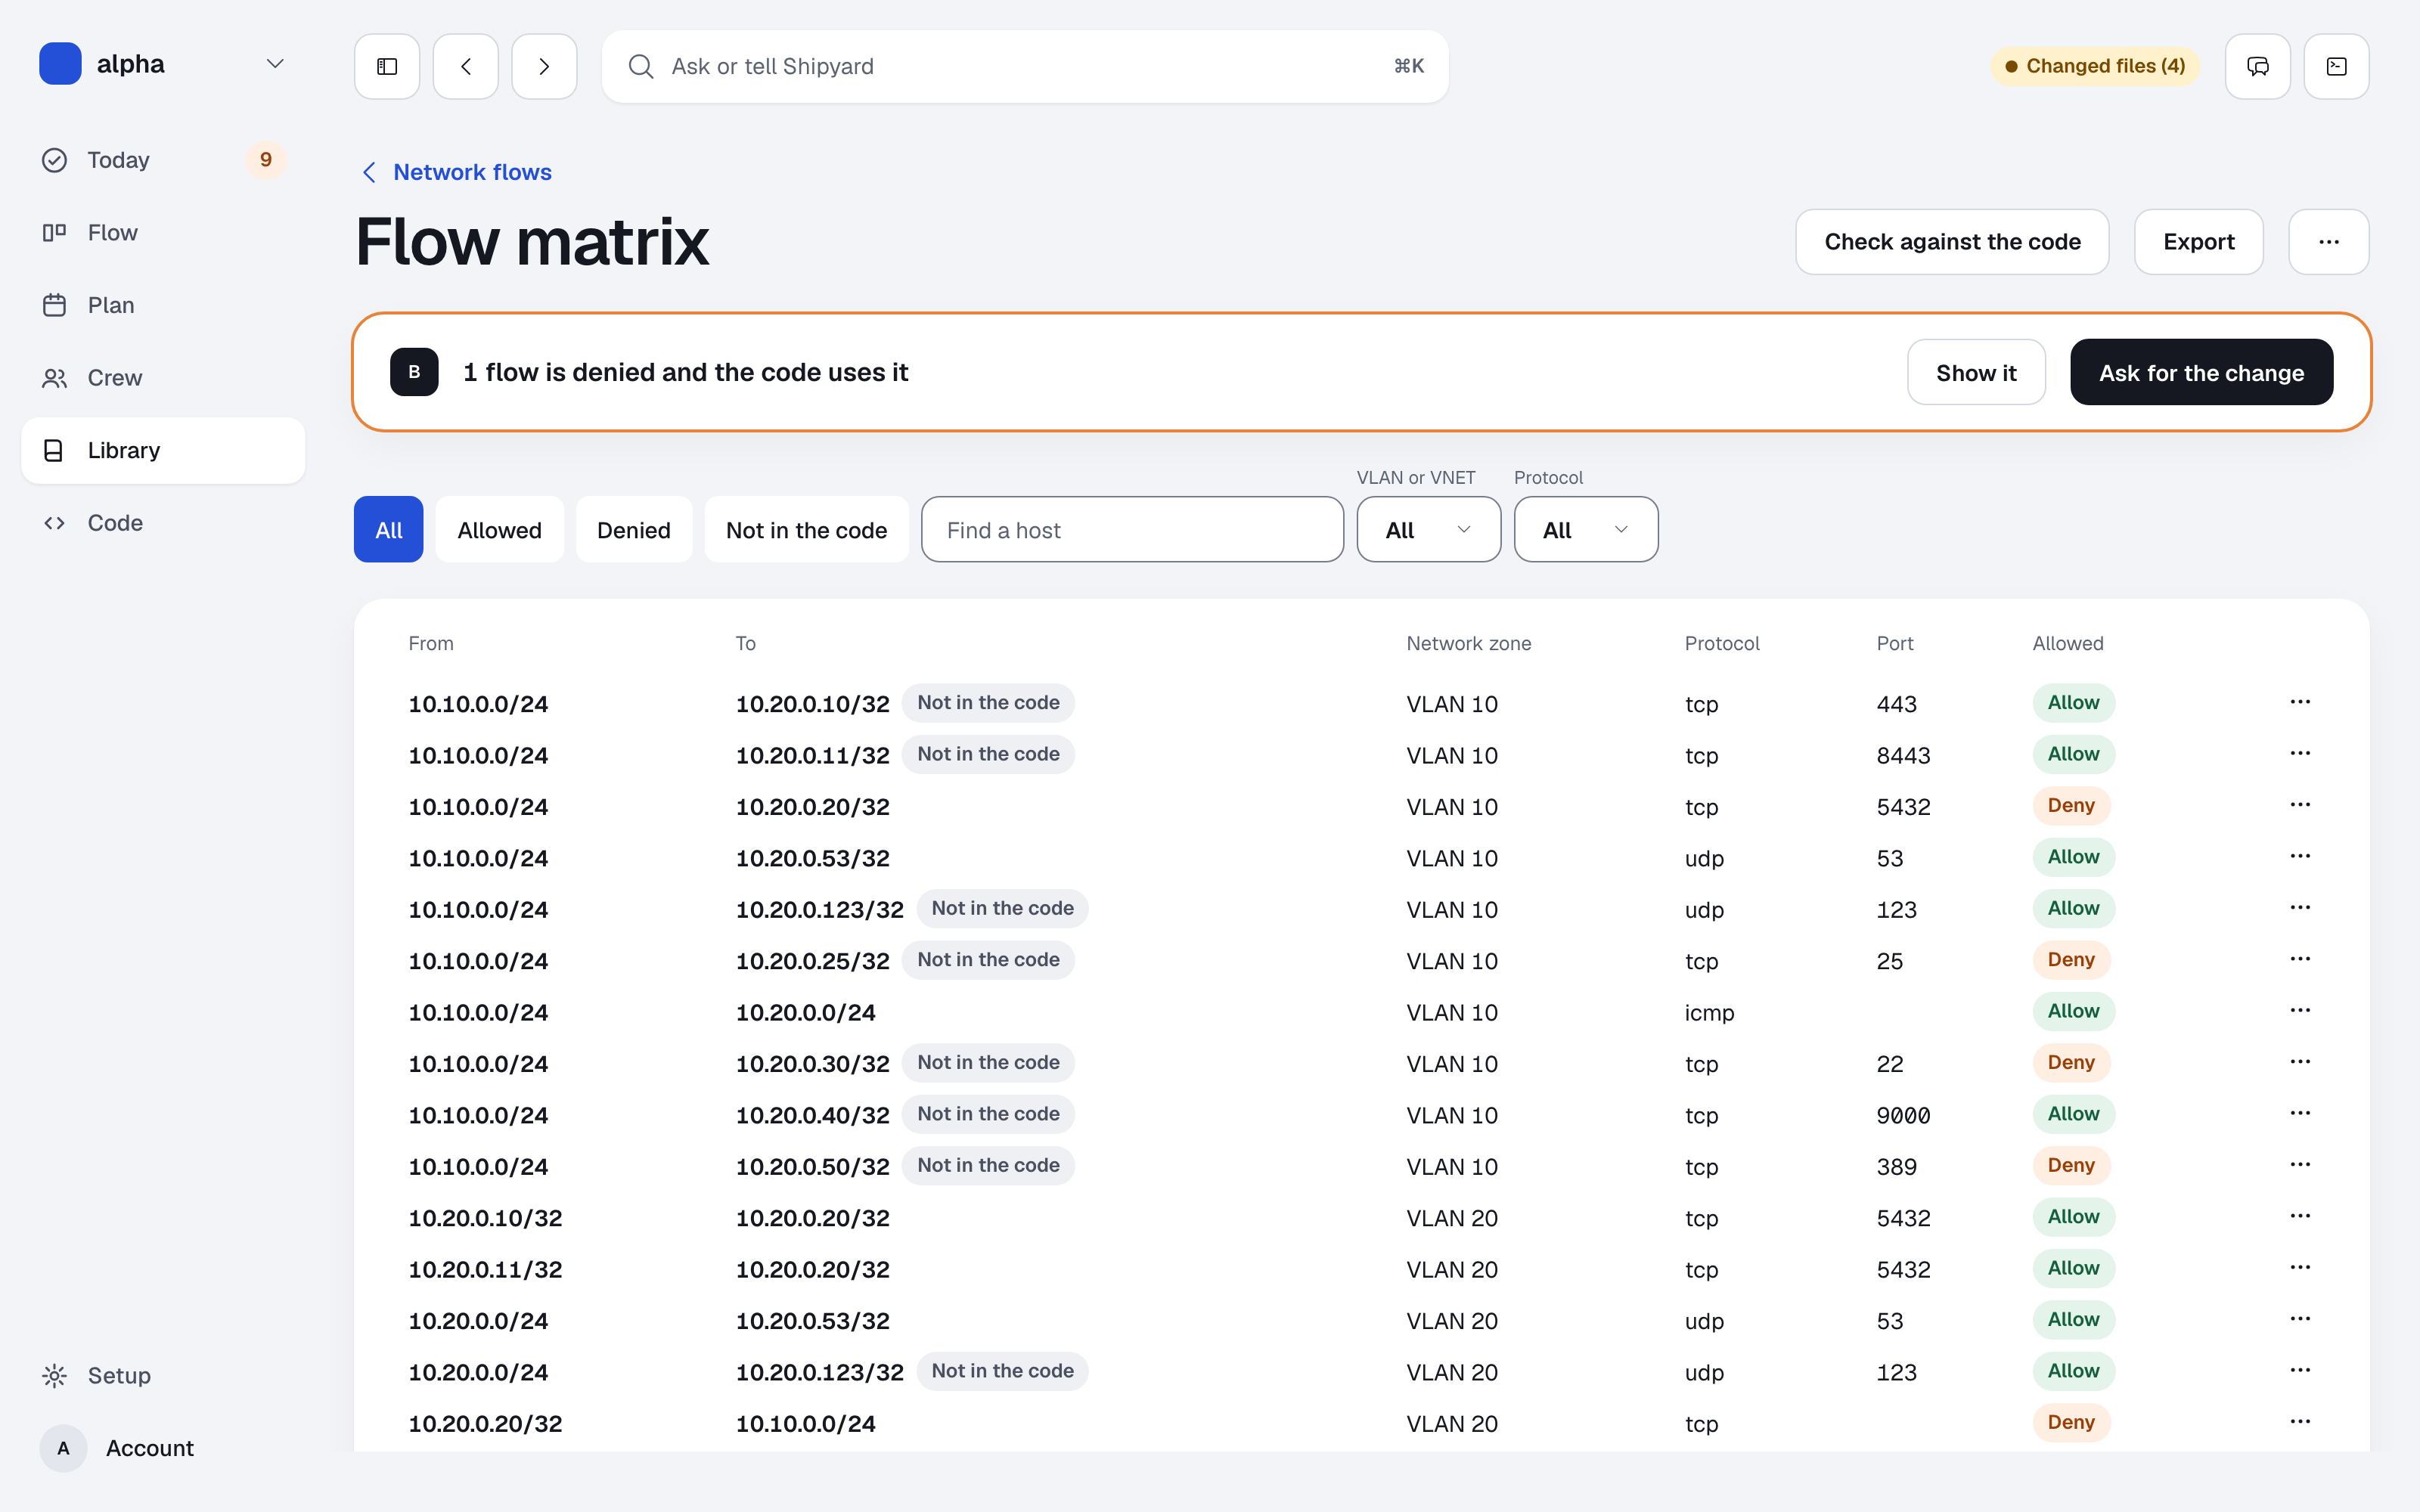 alpha
Ask or tell Shipyard ⌘K
Changed files (4)
Today 9
Flow
Plan
Crew
Library
Code
Setup
A Account
Network flows
Flow matrix
Check against the code
Export
B 1 flow is denied and the code uses it
Show it
Ask for the change
VLAN or VNET
Protocol
All
Allowed
Denied
Not in the code
Find a host
All
All
From To Network zone Protocol Port Allowed
10.10.0.0/24 10.20.0.10/32 Not in the code VLAN 10 tcp 443 Allow
10.10.0.0/24 10.20.0.11/32 Not in the code VLAN 10 tcp 8443 Allow
10.10.0.0/24 10.20.0.20/32 VLAN 10 tcp 5432 Deny
10.10.0.0/24 10.20.0.53/32 VLAN 10 udp 53 Allow
10.10.0.0/24 10.20.0.123/32 Not in the code VLAN 10 udp 123 Allow
10.10.0.0/24 10.20.0.25/32 Not in the code VLAN 10 tcp 25 Deny
10.10.0.0/24 10.20.0.0/24 VLAN 10 icmp Allow
10.10.0.0/24 10.20.0.30/32 Not in the code VLAN 10 tcp 22 Deny
10.10.0.0/24 10.20.0.40/32 Not in the code VLAN 10 tcp 9000 Allow
10.10.0.0/24 10.20.0.50/32 Not in the code VLAN 10 tcp 389 Deny
10.20.0.10/32 10.20.0.20/32 VLAN 20 tcp 5432 Allow
10.20.0.11/32 10.20.0.20/32 VLAN 20 tcp 5432 Allow
10.20.0.0/24 10.20.0.53/32 VLAN 20 udp 53 Allow
10.20.0.0/24 10.20.0.123/32 Not in the code VLAN 20 udp 123 Allow
10.20.0.20/32 10.10.0.0/24 VLAN 20 tcp Deny